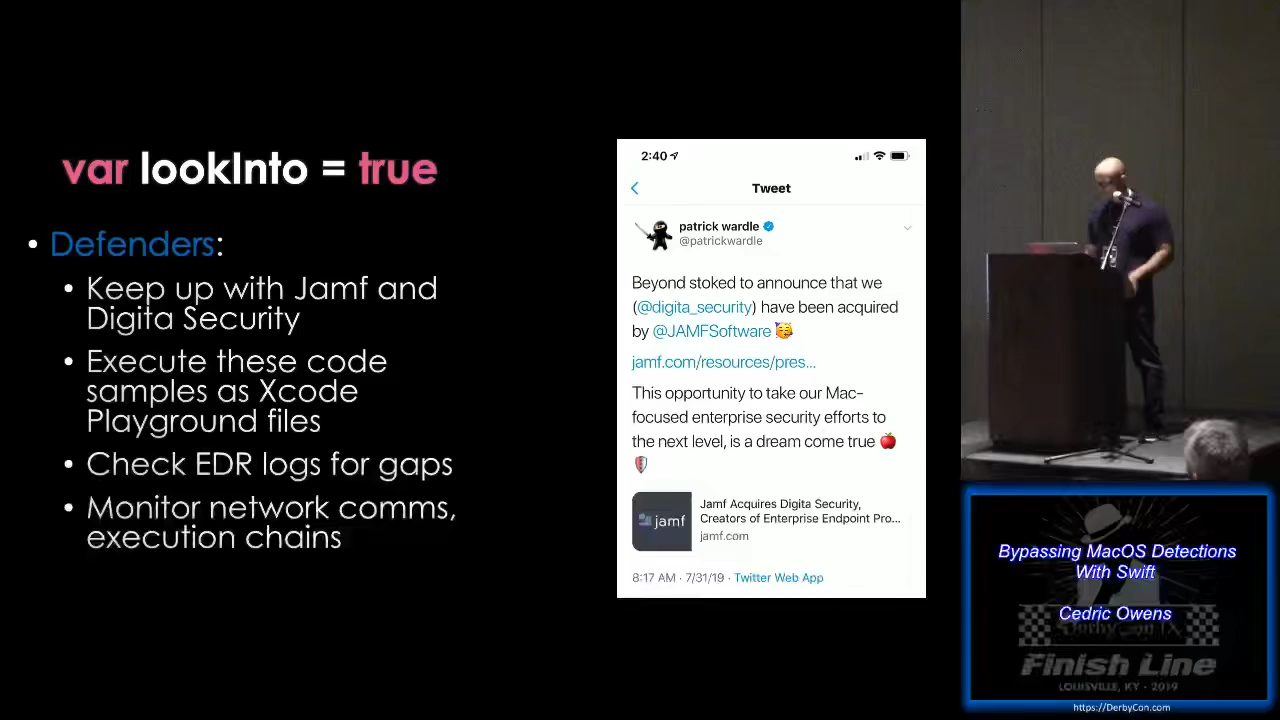 var lookInto = true
• Defenders:
• Keep up with Jamf and
Digita Security
• Execute these code
samples as Xcode
Playground files
• Check EDR logs for gaps
• Monitor network comms,
execution chains
2:40
Tweet
patrick wardle
@patrickwardle
Beyond stoked to announce that we
(@digita_security) have been acquired
by @JAMFSoftware 🥳
jamf.com/resources/pres...
This opportunity to take our Mac-
focused enterprise security efforts to
the next level, is a dream come true 🍎
🛡
jamf
Jamf Acquires Digita Security,
Creators of Enterprise Endpoint Pro...
jamf.com
8:17 AM · 7/31/19 · Twitter Web App
Bypassing MacOS Detections
With Swift
Cedric Owens
DerbyCon IX
Finish Line
LOUISVILLE, KY - 2019
https://DerbyCon.com